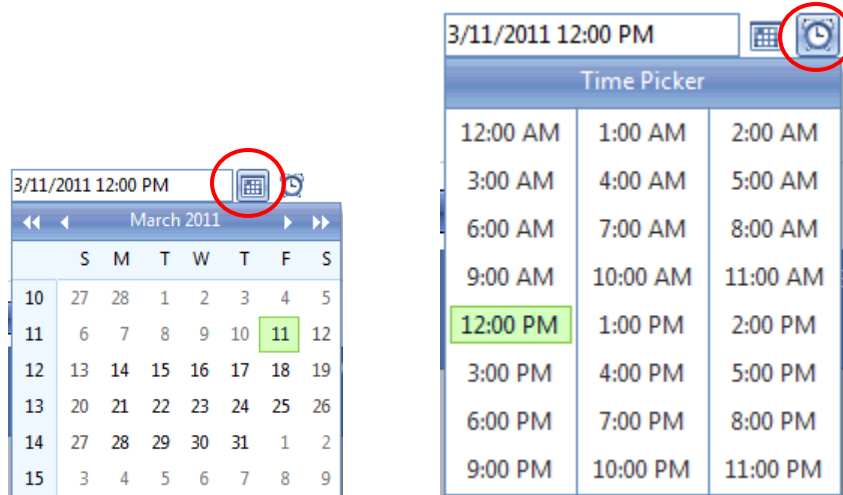 3/11/2011 12:00 PM
March 2011
S M T W T F S
10 27 28 1 2 3 4 5
11 6 7 8 9 10 11 12
12 13 14 15 16 17 18 19
13 20 21 22 23 24 25 26
14 27 28 29 30 31 1 2
15 3 4 5 6 7 8 9
3/11/2011 12:00 PM
Time Picker
12:00 AM 1:00 AM 2:00 AM
3:00 AM 4:00 AM 5:00 AM
6:00 AM 7:00 AM 8:00 AM
9:00 AM 10:00 AM 11:00 AM
12:00 PM 1:00 PM 2:00 PM
3:00 PM 4:00 PM 5:00 PM
6:00 PM 7:00 PM 8:00 PM
9:00 PM 10:00 PM 11:00 PM